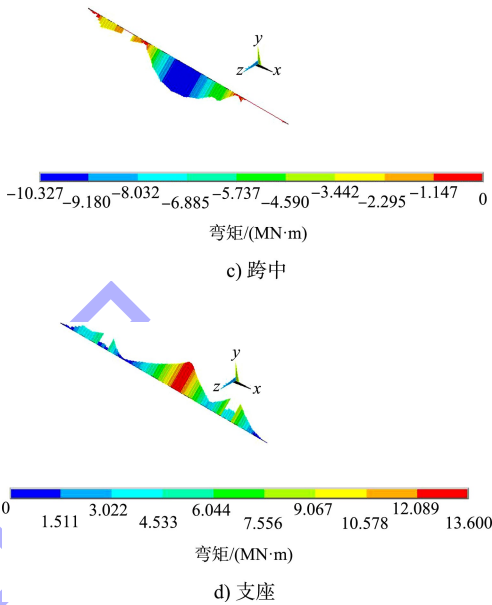 y
z x
−10.327 −8.032 −5.737 −3.442 −1.147
−9.180 −6.885 −4.590 −2.295 0
弯矩/(MN·m)
c) 跨中
y
z x
0 3.022 6.044 9.067 12.089
1.511 4.533 7.556 10.578 13.600
弯矩/(MN·m)
d) 支座